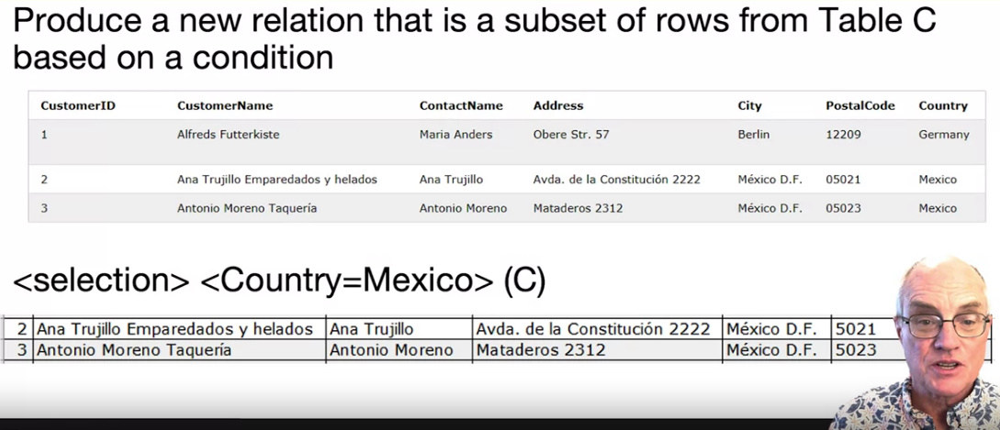 Produce a new relation that is a subset of rows from Table C
based on a condition
CustomerID CustomerName ContactName Address City PostalCode Country
1 Alfreds Futterkiste Maria Anders Obere Str. 57 Berlin 12209 Germany
2 Ana Trujillo Emparedados y helados Ana Trujillo Avda. de la Constitución 2222 México D.F. 05021 Mexico
3 Antonio Moreno Taquería Antonio Moreno Mataderos 2312 México D.F. 05023 Mexico
<selection> <Country=Mexico> (C)
2 Ana Trujillo Emparedados y helados Ana Trujillo Avda. de la Constitución 2222 México D.F. 5021
3 Antonio Moreno Taquería Antonio Moreno Mataderos 2312 México D.F. 5023